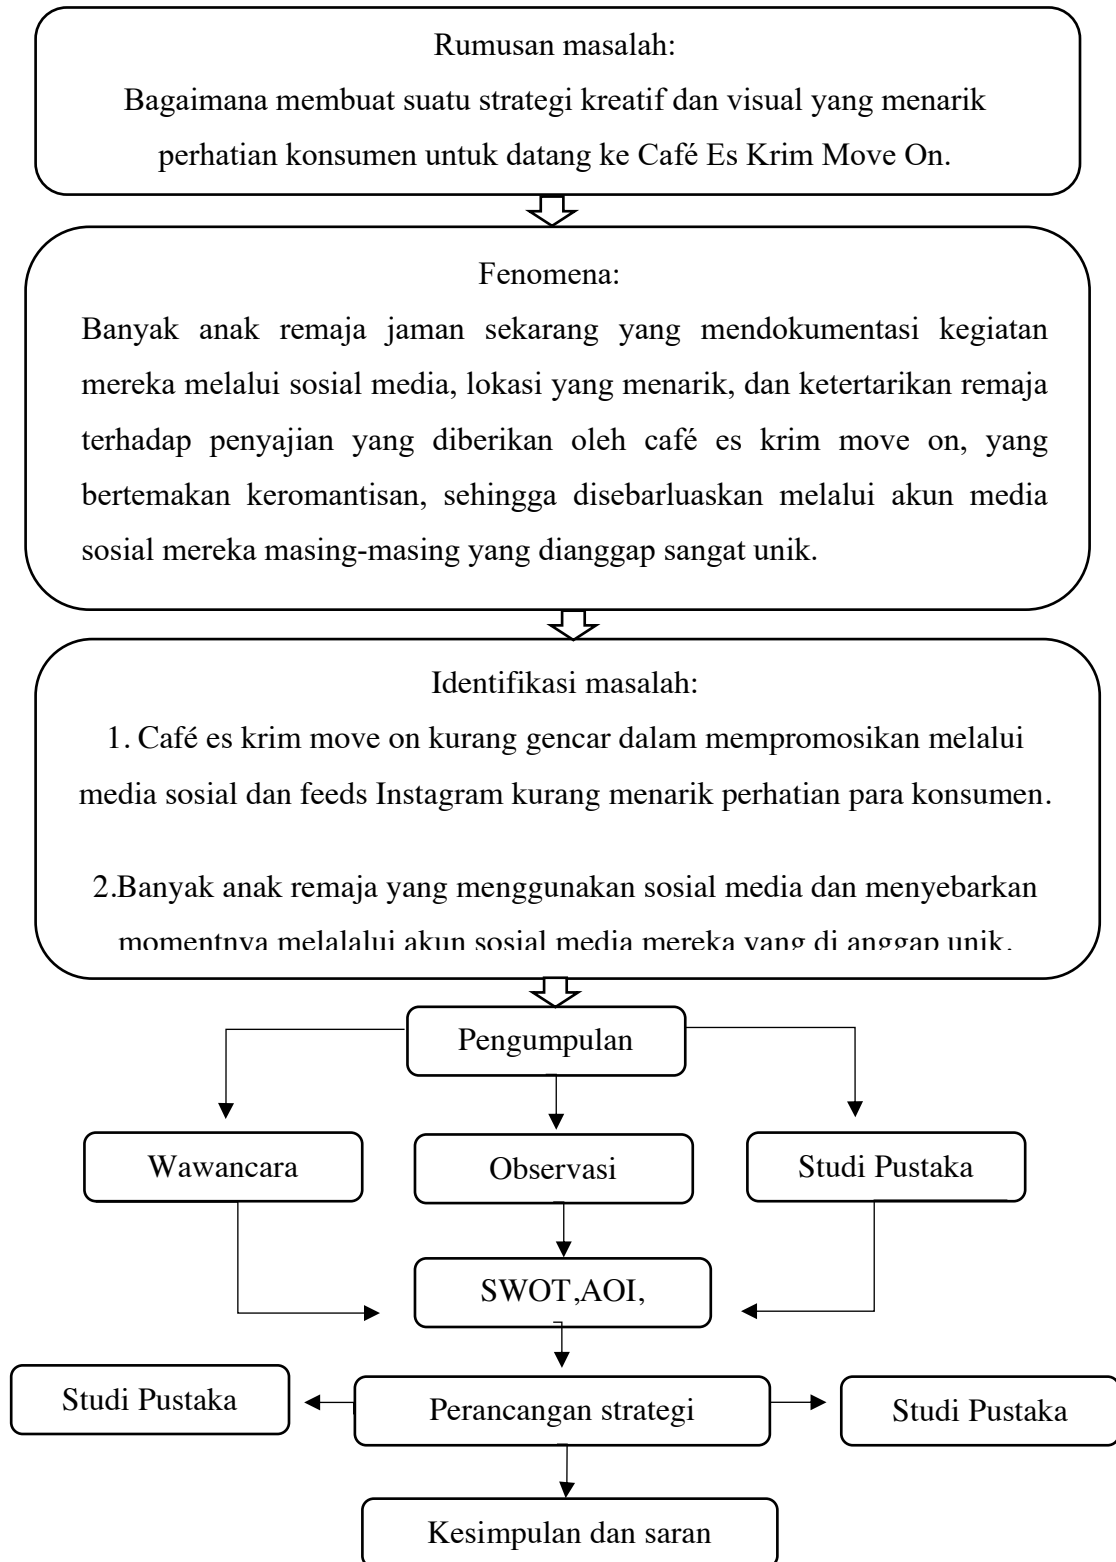 Rumusan masalah:
Bagaimana membuat suatu strategi kreatif dan visual yang menarik
perhatian konsumen untuk datang ke Café Es Krim Move On.
Fenomena:
Banyak anak remaja jaman sekarang yang mendokumentasi kegiatan
mereka melalui sosial media, lokasi yang menarik, dan ketertarikan remaja
terhadap penyajian yang diberikan oleh café es krim move on, yang
bertemakan keromantisan, sehingga disebarluaskan melalui akun media
sosial mereka masing-masing yang dianggap sangat unik.
Identifikasi masalah:
1. Café es krim move on kurang gencar dalam mempromosikan melalui
media sosial dan feeds Instagram kurang menarik perhatian para konsumen.
2.Banyak anak remaja yang menggunakan sosial media dan menyebarkan
momentnya melalalui akun sosial media mereka yang di anggap unik.
Pengumpulan
Wawancara
Observasi
Studi Pustaka
SWOT,AOI,
Studi Pustaka
Perancangan strategi
Studi Pustaka
Kesimpulan dan saran